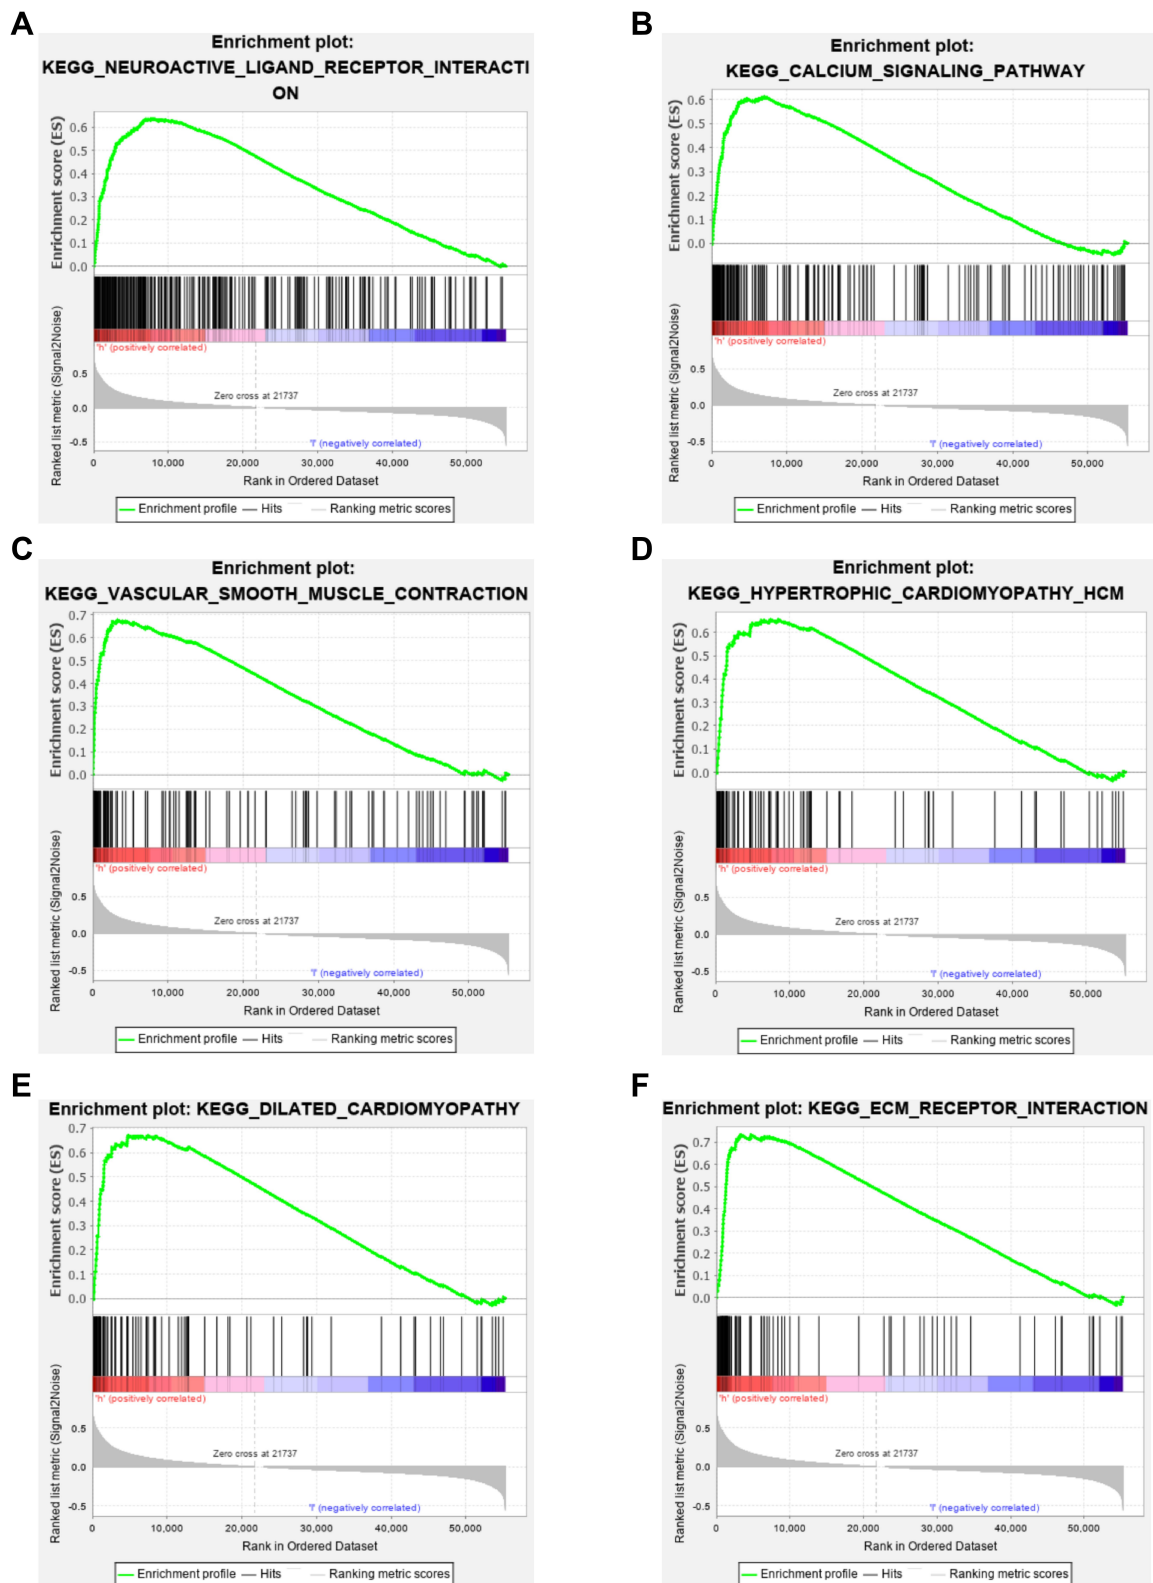 A
Enrichment plot:
KEGG_NEUROACTIVE_LIGAND_RECEPTOR_INTERACTI
ON
Enrichment score (ES)
0.6
0.5
0.4
0.3
0.2
0.1
0.0
'h' (positively correlated)
Ranked list metric (Signal2Noise)
0.5
0.0
-0.5
Zero cross at 21737
'l' (negatively correlated)
0 10,000 20,000 30,000 40,000 50,000
Rank in Ordered Dataset
Enrichment profile Hits Ranking metric scores
B
Enrichment plot:
KEGG_CALCIUM_SIGNALING_PATHWAY
Enrichment score (ES)
0.6
0.5
0.4
0.3
0.2
0.1
0.0
'h' (positively correlated)
Ranked list metric (Signal2Noise)
0.5
0.0
-0.5
Zero cross at 21737
'l' (negatively correlated)
0 10,000 20,000 30,000 40,000 50,000
Rank in Ordered Dataset
Enrichment profile Hits Ranking metric scores
C
Enrichment plot:
KEGG_VASCULAR_SMOOTH_MUSCLE_CONTRACTION
Enrichment score (ES)
0.7
0.6
0.5
0.4
0.3
0.2
0.1
0.0
'h' (positively correlated)
Ranked list metric (Signal2Noise)
0.5
0.0
-0.5
Zero cross at 21737
'l' (negatively correlated)
0 10,000 20,000 30,000 40,000 50,000
Rank in Ordered Dataset
Enrichment profile Hits Ranking metric scores
D
Enrichment plot:
KEGG_HYPERTROPHIC_CARDIOMYOPATHY_HCM
Enrichment score (ES)
0.6
0.5
0.4
0.3
0.2
0.1
0.0
'h' (positively correlated)
Ranked list metric (Signal2Noise)
0.5
0.0
-0.5
Zero cross at 21737
'l' (negatively correlated)
0 10,000 20,000 30,000 40,000 50,000
Rank in Ordered Dataset
Enrichment profile Hits Ranking metric scores
E
Enrichment plot: KEGG_DILATED_CARDIOMYOPATHY
Enrichment score (ES)
0.7
0.6
0.5
0.4
0.3
0.2
0.1
0.0
'h' (positively correlated)
Ranked list metric (Signal2Noise)
0.5
0.0
-0.5
Zero cross at 21737
'l' (negatively correlated)
0 10,000 20,000 30,000 40,000 50,000
Rank in Ordered Dataset
Enrichment profile Hits Ranking metric scores
F
Enrichment plot: KEGG_ECM_RECEPTOR_INTERACTION
Enrichment score (ES)
0.7
0.6
0.5
0.4
0.3
0.2
0.1
0.0
'h' (positively correlated)
Ranked list metric (Signal2Noise)
0.5
0.0
-0.5
Zero cross at 21737
'l' (negatively correlated)
0 10,000 20,000 30,000 40,000 50,000
Rank in Ordered Dataset
Enrichment profile Hits Ranking metric scores